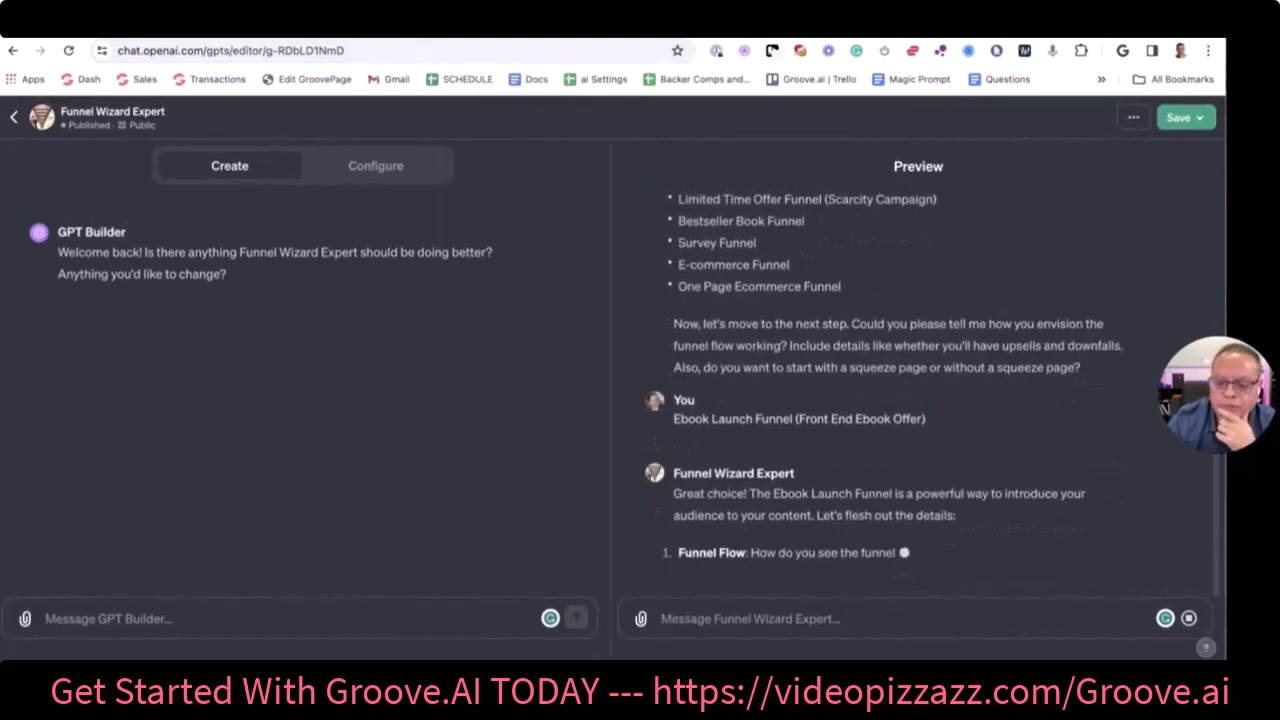 chat.openai.com/gpts/editor/g-RDbLD1NmD
Apps Dash Sales Transactions Edit GroovePage Gmail SCHEDULE Docs ai Settings Backer Comps and... Groove.ai | Trello Magic Prompt Questions » All Bookmarks
Funnel Wizard Expert
Published · Public
Save
Create Configure
Preview
GPT Builder
Welcome back! Is there anything Funnel Wizard Expert should be doing better?
Anything you'd like to change?
Message GPT Builder...
• Limited Time Offer Funnel (Scarcity Campaign)
• Bestseller Book Funnel
• Survey Funnel
• E-commerce Funnel
• One Page Ecommerce Funnel
Now, let's move to the next step. Could you please tell me how you envision the
funnel flow working? Include details like whether you'll have upsells and downfalls.
Also, do you want to start with a squeeze page or without a squeeze page?
You
Ebook Launch Funnel (Front End Ebook Offer)
Funnel Wizard Expert
Great choice! The Ebook Launch Funnel is a powerful way to introduce your
audience to your content. Let's flesh out the details:
1. Funnel Flow: How do you see the funnel
Message Funnel Wizard Expert...
?
Get Started With Groove.AI TODAY --- https://videopizzazz.com/Groove.ai